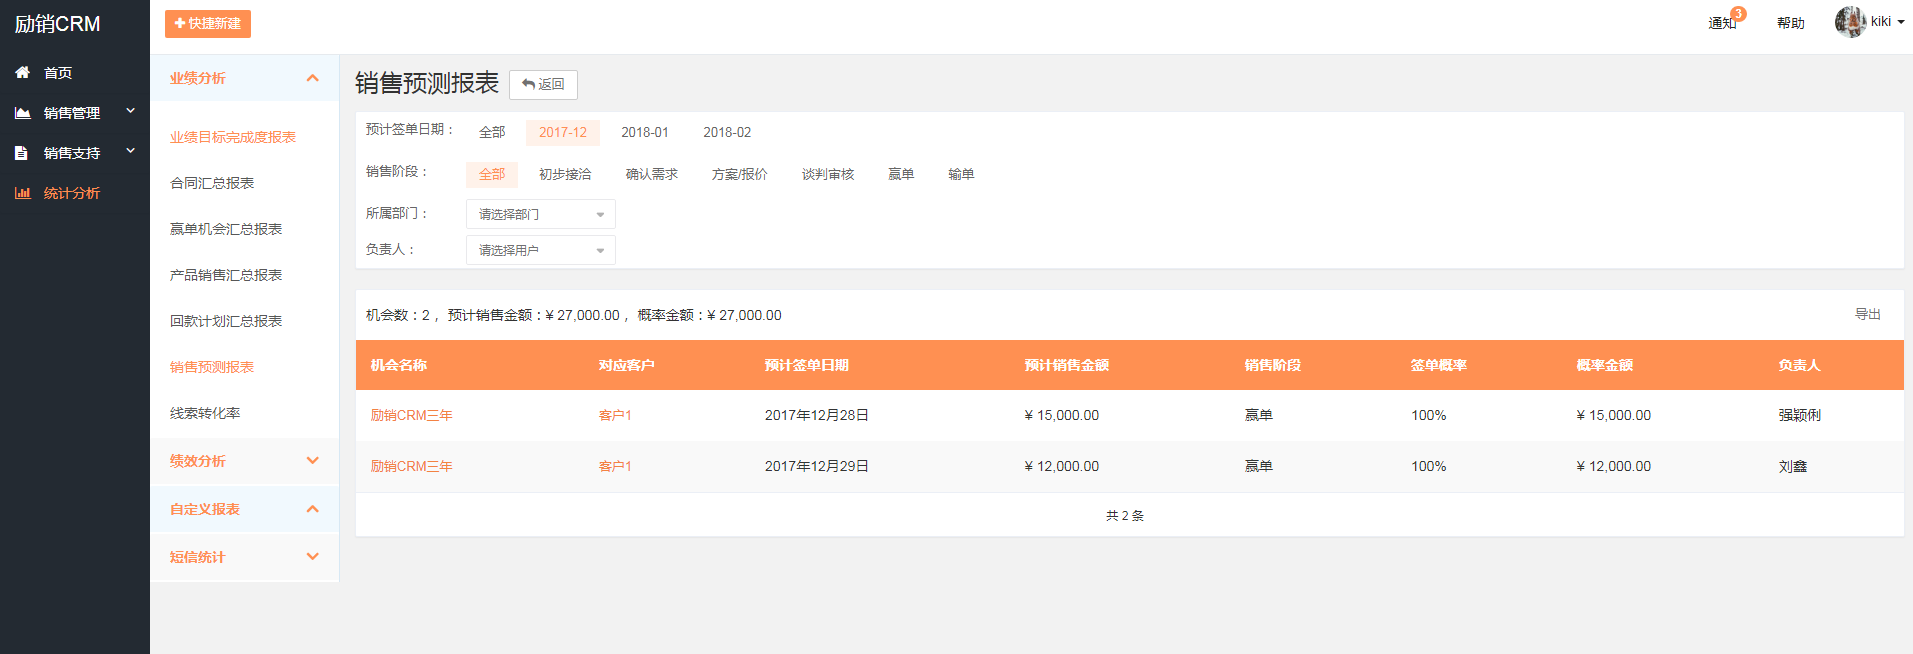 励销CRM
快捷新建
通知 3
帮助
kiki
首页
销售管理
销售支持
统计分析
业绩分析
业绩目标完成度报表
合同汇总报表
赢单机会汇总报表
产品销售汇总报表
回款计划汇总报表
销售预测报表
线索转化率
绩效分析
自定义报表
短信统计
销售预测报表 返回
预计签单日期： 全部 2017-12 2018-01 2018-02
销售阶段： 全部 初步接洽 确认需求 方案/报价 谈判审核 赢单 输单
所属部门： 请选择部门
负责人： 请选择用户
机会数：2， 预计销售金额：¥ 27,000.00， 概率金额：¥ 27,000.00
导出
机会名称 对应客户 预计签单日期 预计销售金额 销售阶段 签单概率 概率金额 负责人
励销CRM三年 客户1 2017年12月28日 ¥ 15,000.00 赢单 100% ¥ 15,000.00 强颖俐
励销CRM三年 客户1 2017年12月29日 ¥ 12,000.00 赢单 100% ¥ 12,000.00 刘鑫
共 2 条